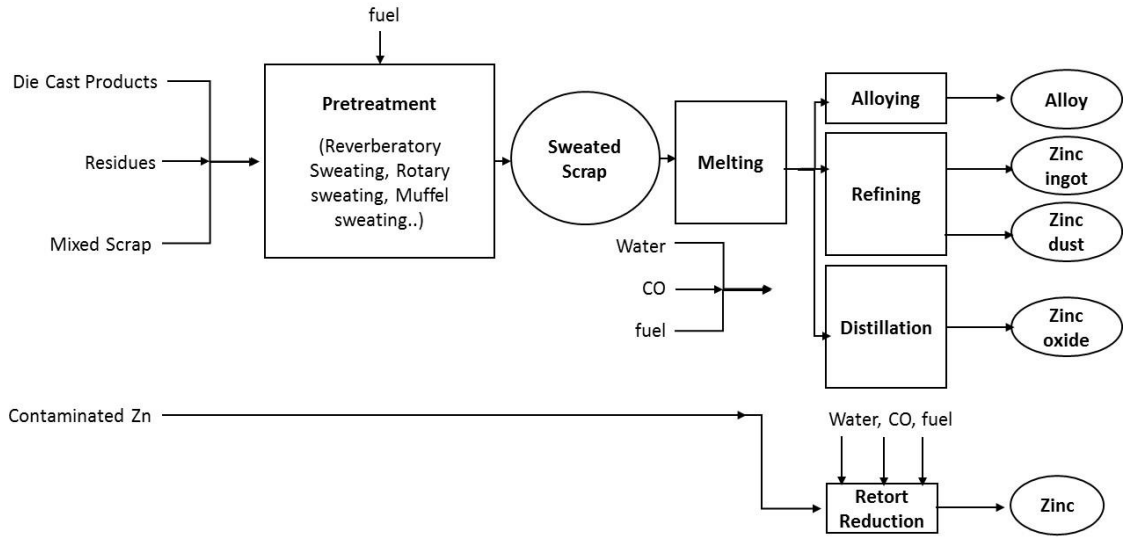 fuel
Die Cast Products
Residues
Mixed Scrap
Pretreatment
(Reverberatory
Sweating, Rotary
sweating, Muffel
sweating..)
Sweated
Scrap
Melting
Water
CO
fuel
Alloying
Alloy
Refining
Zinc
ingot
Zinc
dust
Distillation
Zinc
oxide
Contaminated Zn
Water, CO, fuel
Retort
Reduction
Zinc